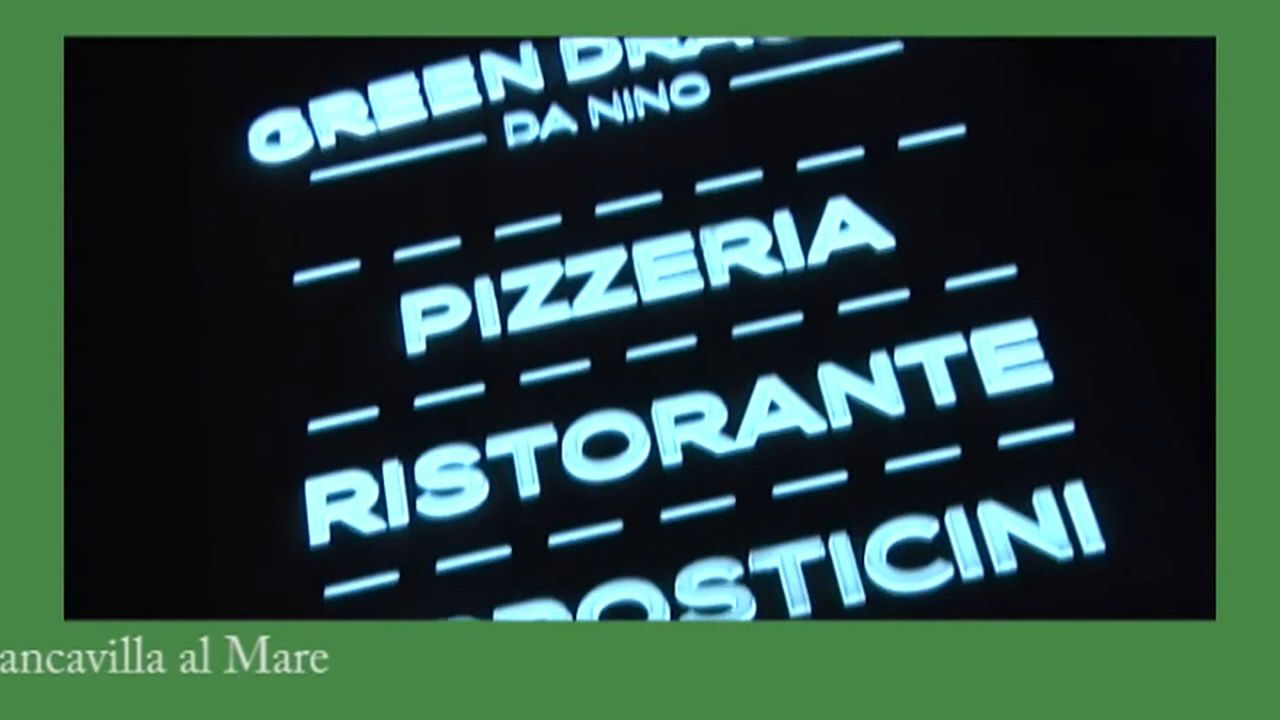 GREEN
DA NINO
PIZZERIA
RISTORANTE
ancavilla al Mare